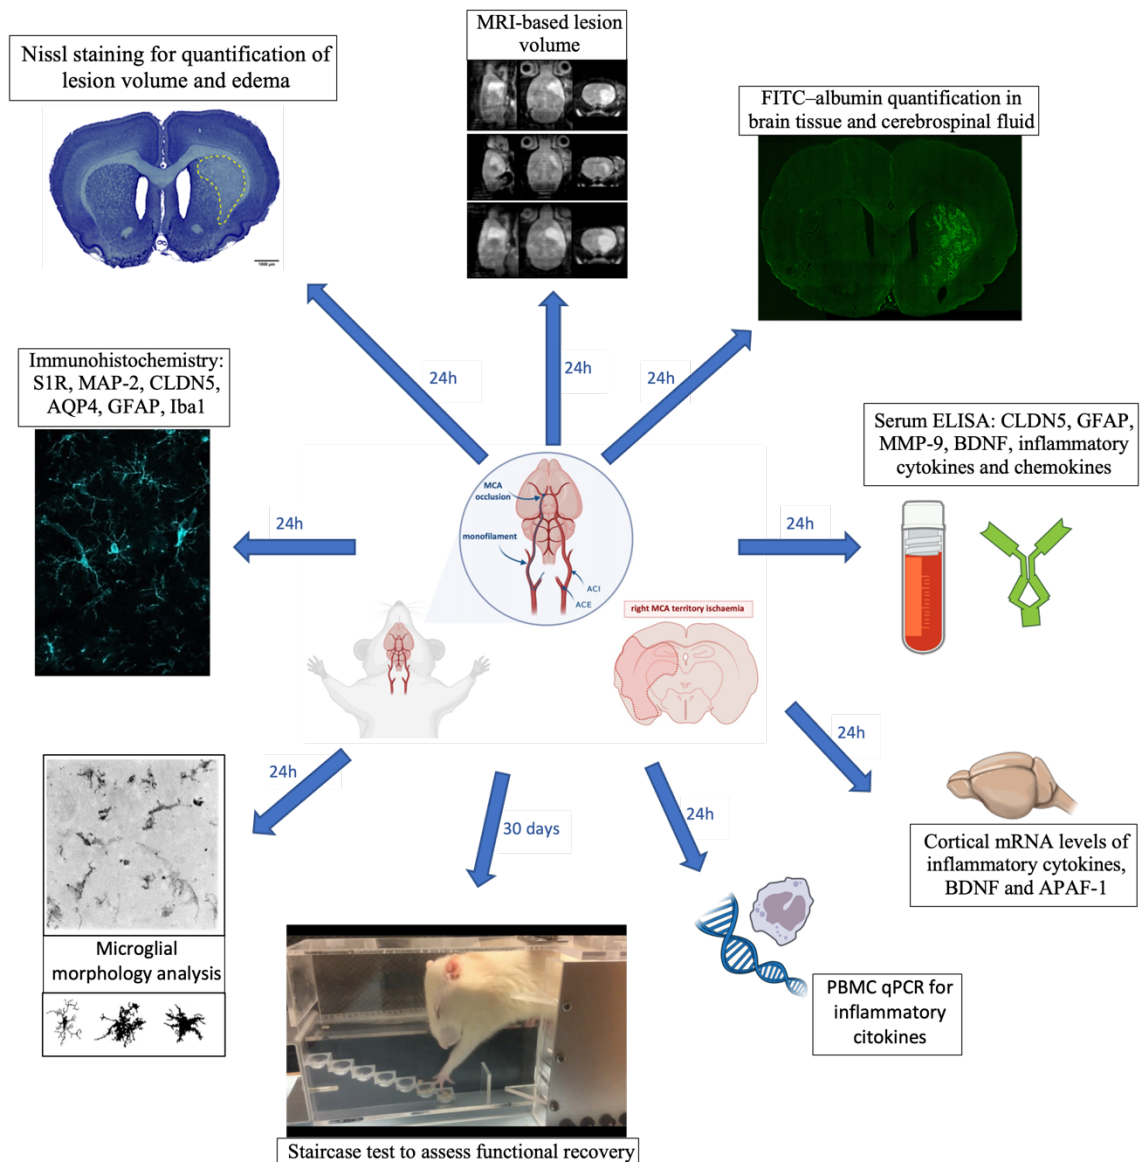 Nissl staining for quantification of
lesion volume and edema
1000 µm
MRI-based lesion
volume
FITC–albumin quantification in
brain tissue and cerebrospinal fluid
24h
24h
24h
Immunohistochemistry:
S1R, MAP-2, CLDN5,
AQP4, GFAP, Iba1
24h
MCA
occlusion
monofilament
ACI
ACE
right MCA territory ischaemia
24h
Serum ELISA: CLDN5, GFAP,
MMP-9, BDNF, inflammatory
cytokines and chemokines
24h
Microglial
morphology analysis
30 days
Staircase test to assess functional recovery
24h
PBMC qPCR for
inflammatory
citokines
24h
Cortical mRNA levels of
inflammatory cytokines,
BDNF and APAF-1